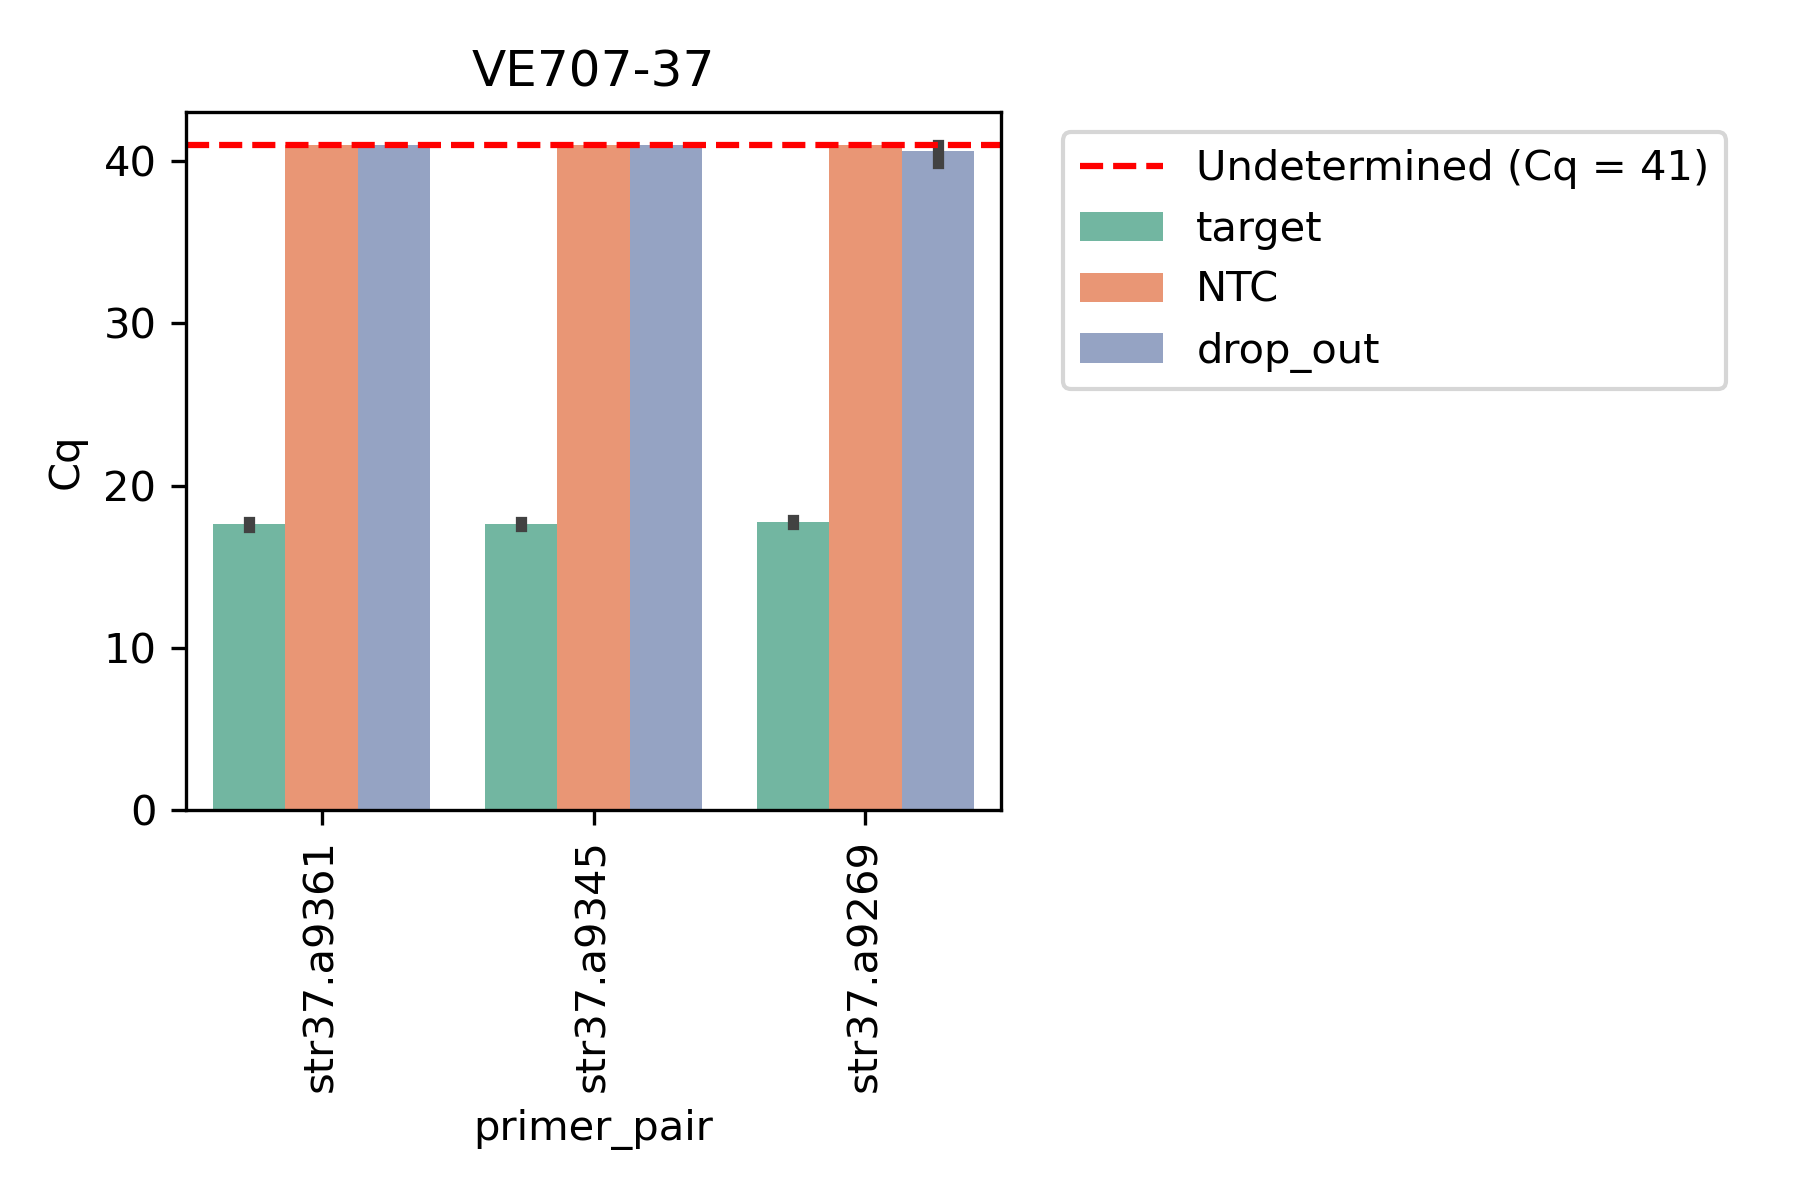 VE707-37
Undetermined (Cq = 41)
target
NTC
drop_out
Cq
40
30
20
10
0
str37.a9361
str37.a9345
str37.a9269
primer_pair